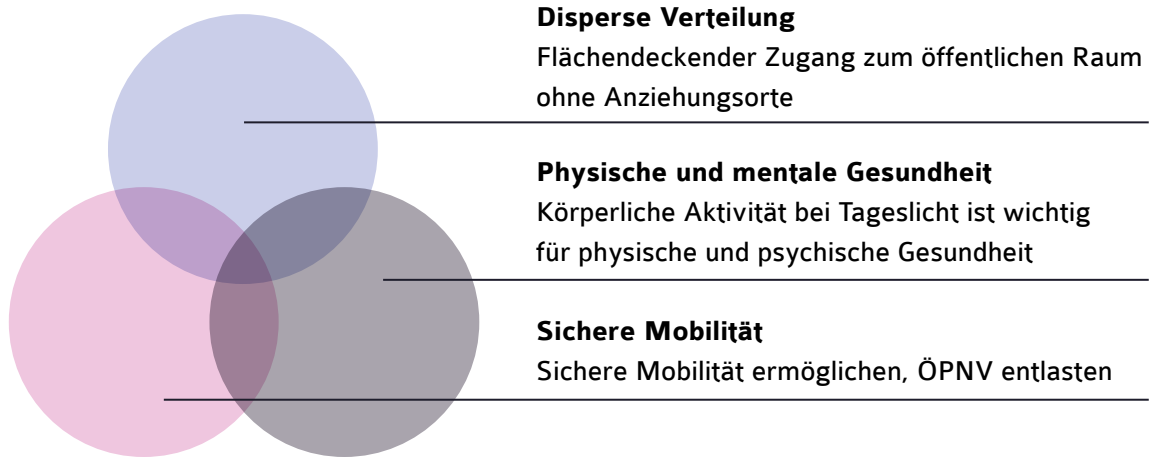 Disperse Verteilung
Flächendeckender Zugang zum öffentlichen Raum
ohne Anziehungsorte
Physische und mentale Gesundheit
Körperliche Aktivität bei Tageslicht ist wichtig
für physische und psychische Gesundheit
Sichere Mobilität
Sichere Mobilität ermöglichen, ÖPNV entlasten